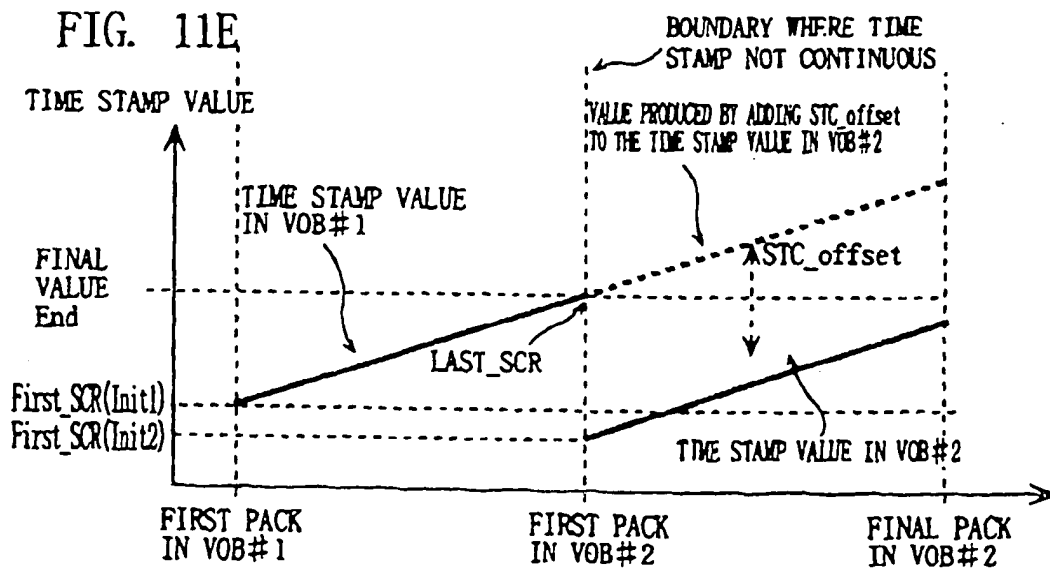 FIG. 11E
BOUNDARY WHERE TIME
STAMP NOT CONTINUOUS
TIME STAMP VALUE
VALUE PRODUCED BY ADDING STC_offset
TO THE TIME STAMP VALUE IN VOB#2
TIME STAMP VALUE
IN VOB#1
STC_offset
FINAL
VALUE
End
LAST_SCR
First_SCR(Init1)
First_SCR(Init2)
TIME STAMP VALUE IN VOB#2
FIRST PACK
IN VOB#1
FIRST PACK
IN VOB#2
FINAL PACK
IN VOB#2